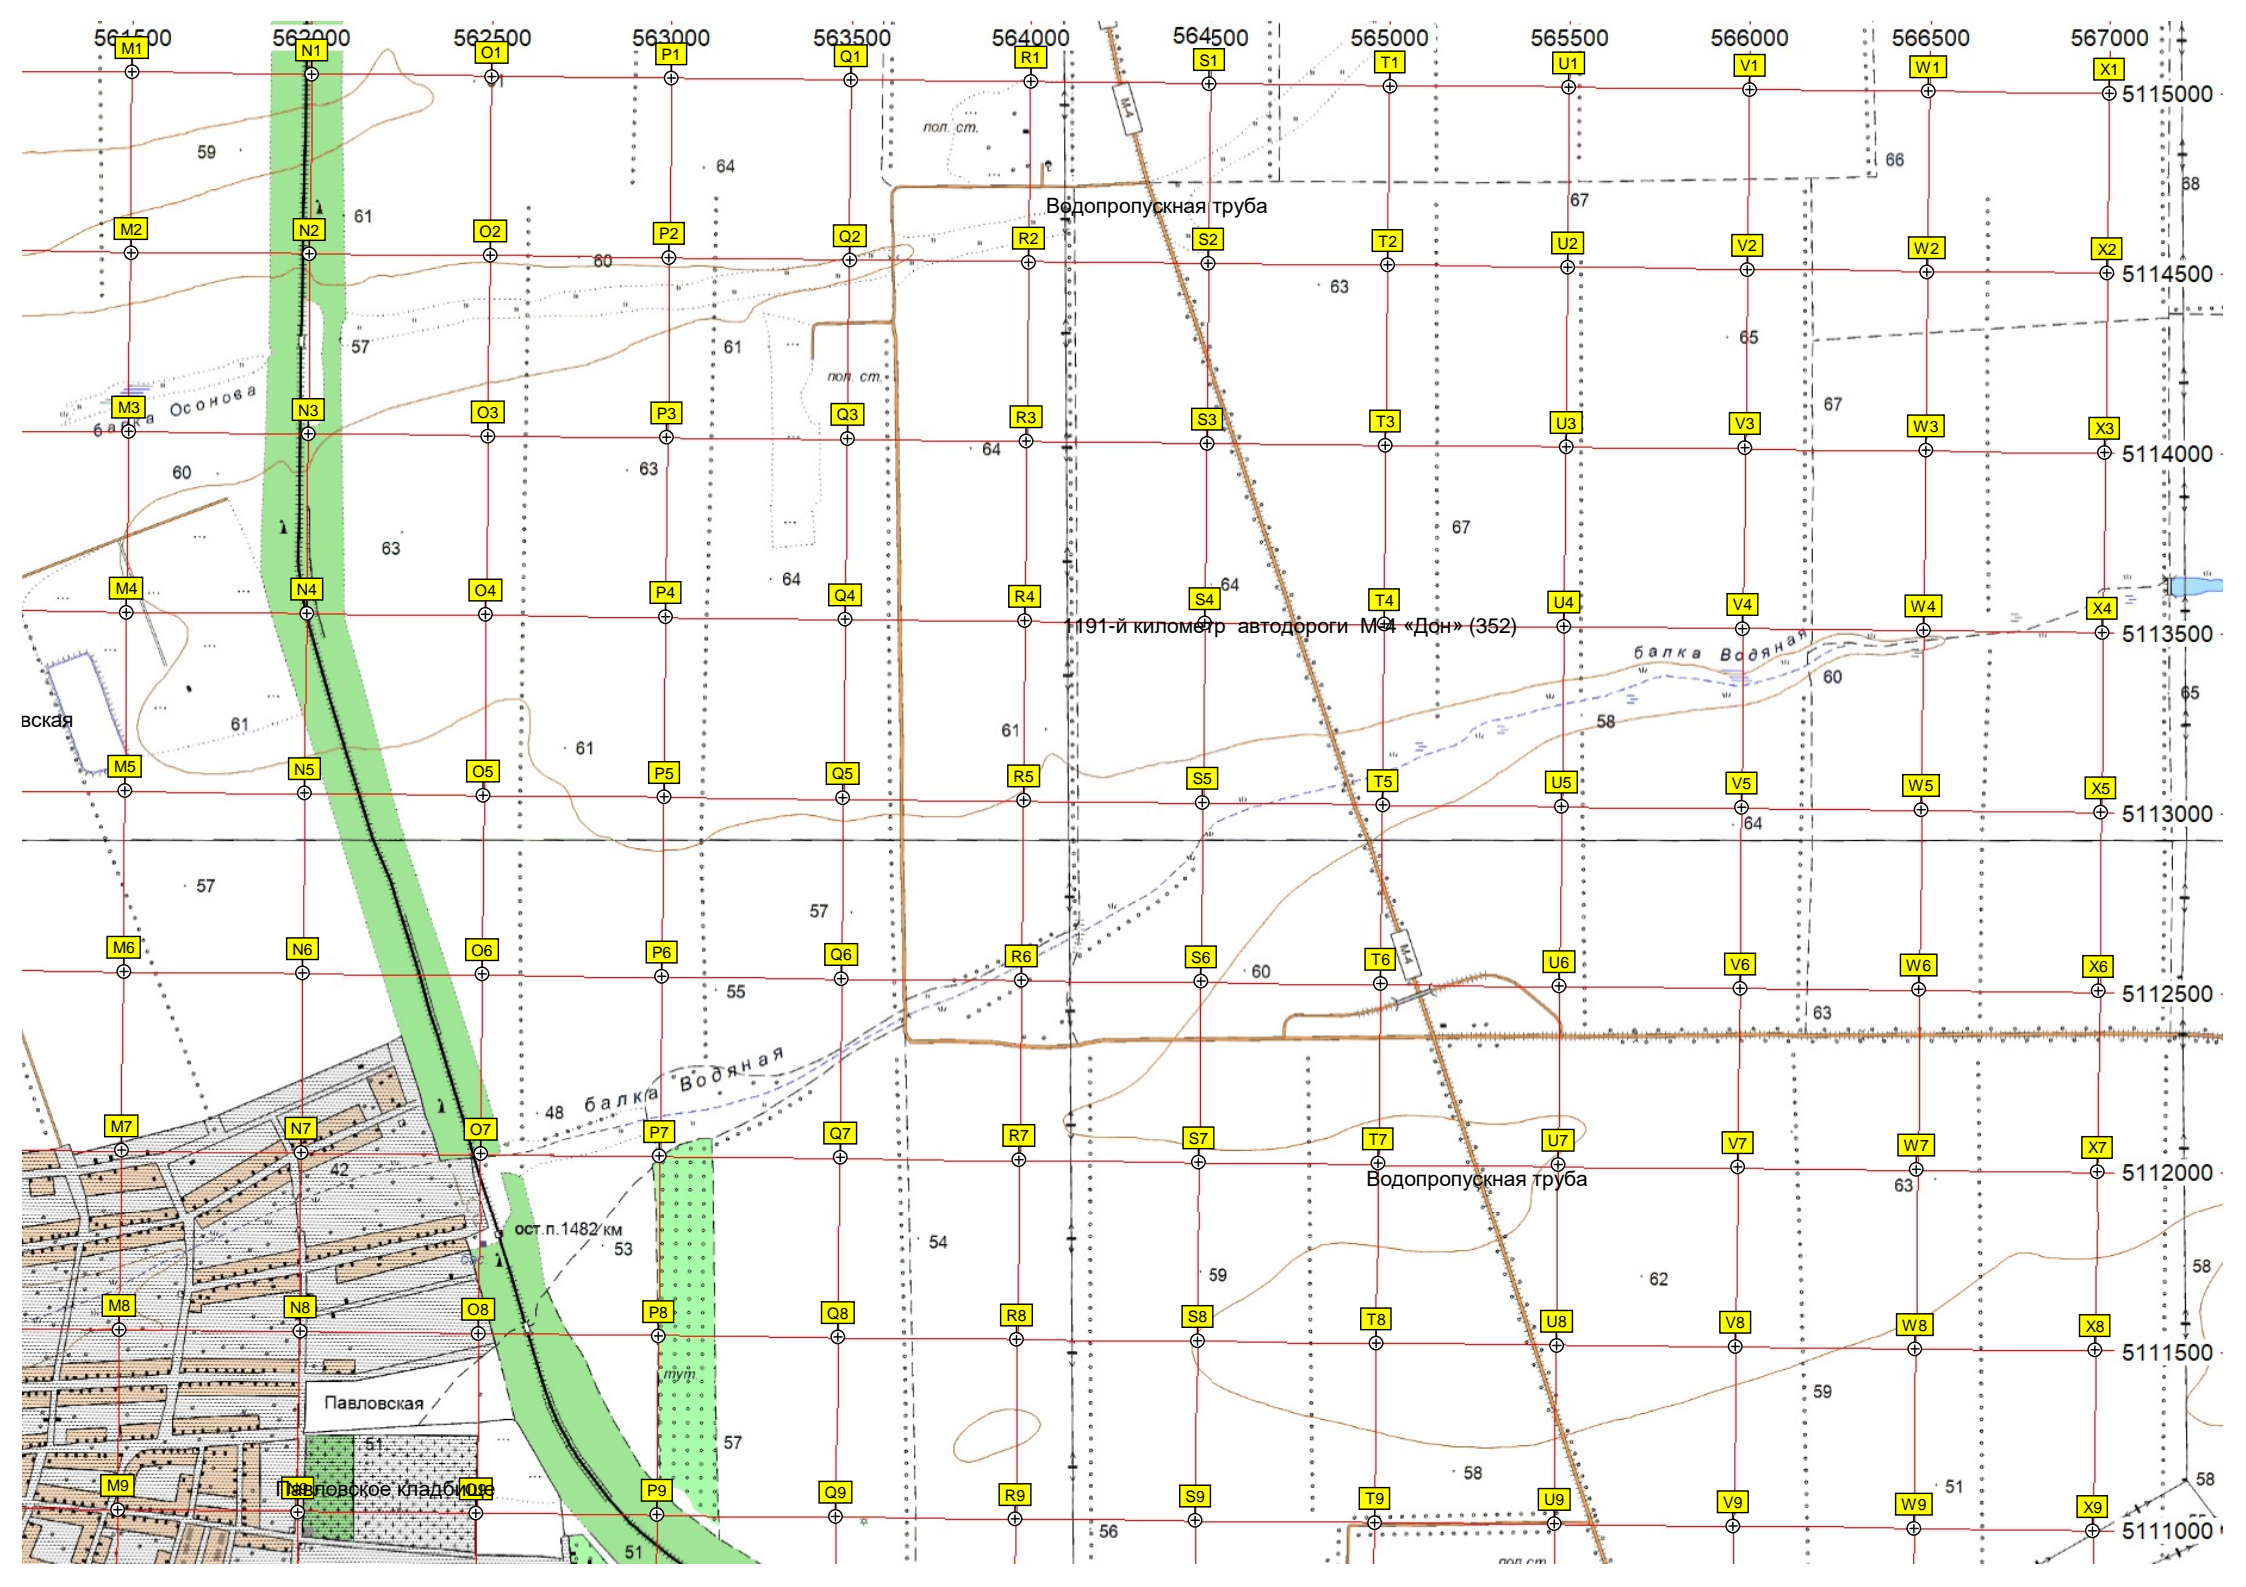 561500 562000 562500 563000 563500 564000 564500 565000 565500 566000 566500 567000
M1 N1 O1 P1 Q1 R1 S1 T1 U1 V1 W1 X1
5115000
М-4
пол. ст.
59 64 66
68
67
Водопропускная труба
61
M2 N2 O2 P2 Q2 R2 S2 T2 U2 V2 W2 X2
60
5114500
63
57 61 65
пол. ст.
балка Осонова
67
M3 N3 O3 P3 Q3 R3 S3 T3 U3 V3 W3 X3
64
5114000
60 63
67
63
64 64
M4 N4 O4 P4 Q4 R4 S4 T4 U4 V4 W4 X4
1191-й километр автодороги М-4 «Дон» (352)
5113500
балка Водяная
60
65
вская
61 61 61 58
M5 N5 O5 P5 Q5 R5 S5 T5 U5 V5 W5 X5
5113000
64
57
57
M6 N6 O6 P6 Q6 R6 S6 T6 U6 V6 W6 X6
М-4
60
55
5112500
63
балка Водяная
48
M7 N7 O7 P7 Q7 R7 S7 T7 U7 V7 W7 X7
42
5112000
Водопропускная труба
63
ост.п.1482 км
53 54
59 62 58
M8 N8 O8 P8 Q8 R8 S8 T8 U8 V8 W8 X8
5111500
тут
59
Павловская
51 57
58 51 58
M9 N9 O9 P9 Q9 R9 S9 T9 U9 V9 W9 X9
Павловское кладбище
56
5111000
51